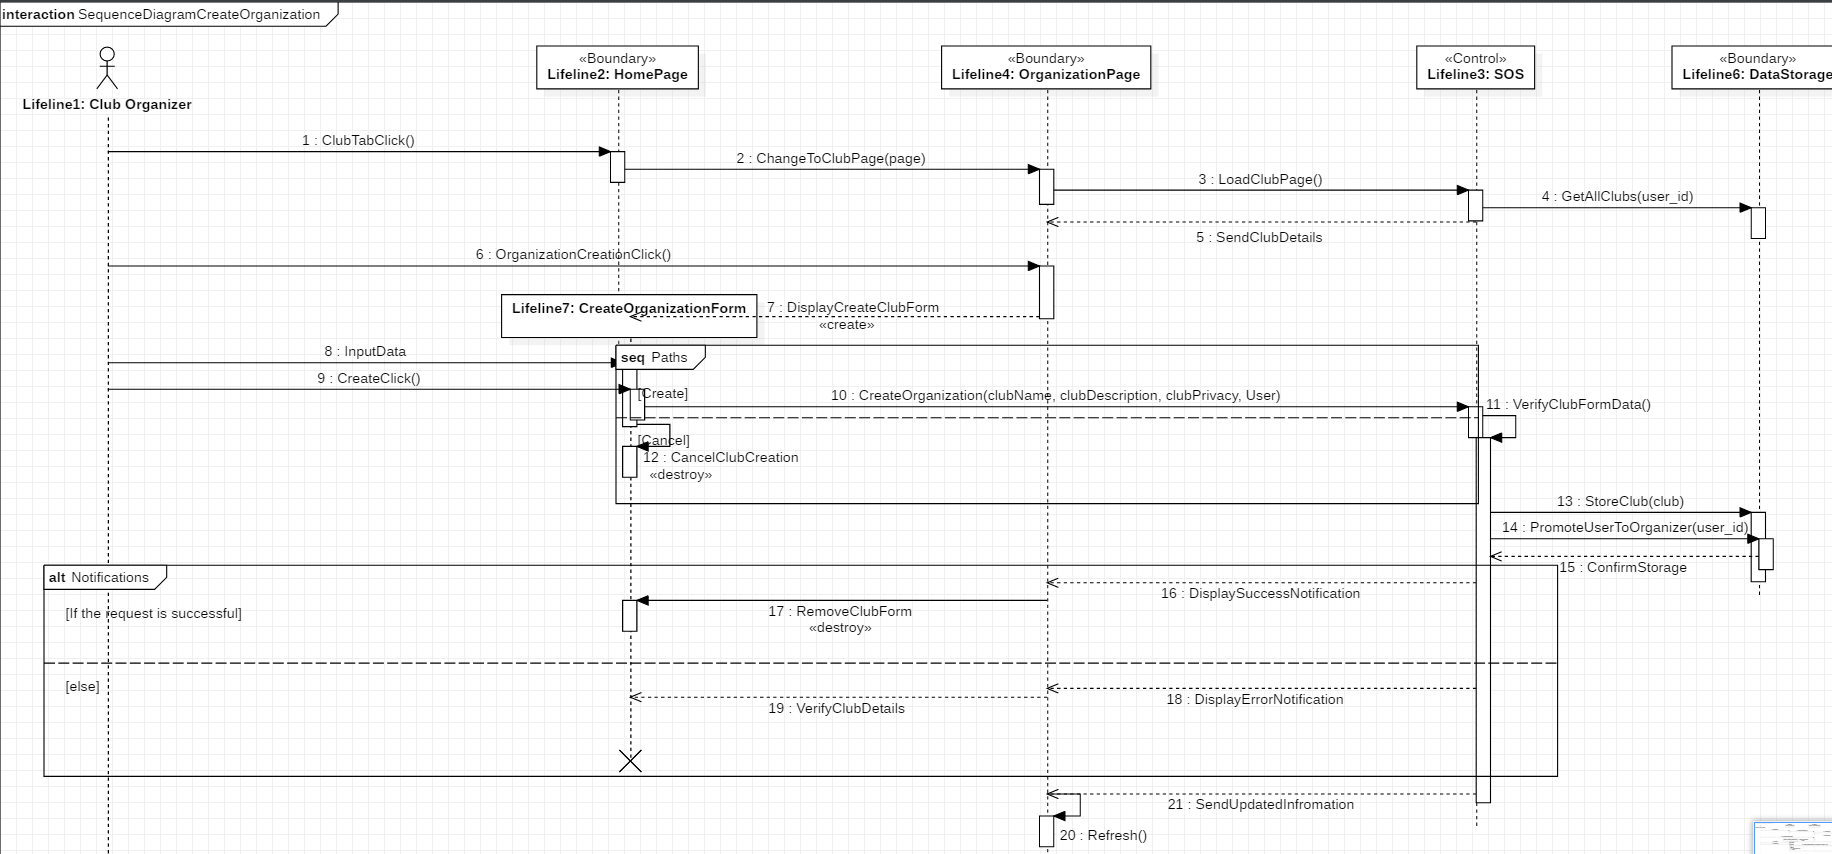 interaction SequenceDiagramCreateOrganization
«Boundary»
Lifeline2: HomePage
«Boundary»
Lifeline4: OrganizationPage
«Control»
Lifeline3: SOS
«Boundary»
Lifeline6: DataStorage
Lifeline1: Club Organizer
1 : ClubTabClick()
2 : ChangeToClubPage(page)
3 : LoadClubPage()
4 : GetAllClubs(user_id)
5 : SendClubDetails
6 : OrganizationCreationClick()
Lifeline7: CreateOrganizationForm
7 : DisplayCreateClubForm
«create»
8 : InputData
seq Paths
9 : CreateClick()
[Create]
10 : CreateOrganization(clubName, clubDescription, clubPrivacy, User)
11 : VerifyClubFormData()
[Cancel]
12 : CancelClubCreation
«destroy»
13 : StoreClub(club)
14 : PromoteUserToOrganizer(user_id)
15 : ConfirmStorage
alt Notifications
16 : DisplaySuccessNotification
[If the request is successful]
17 : RemoveClubForm
«destroy»
[else]
18 : DisplayErrorNotification
19 : VerifyClubDetails
21 : SendUpdatedInfromation
20 : Refresh()